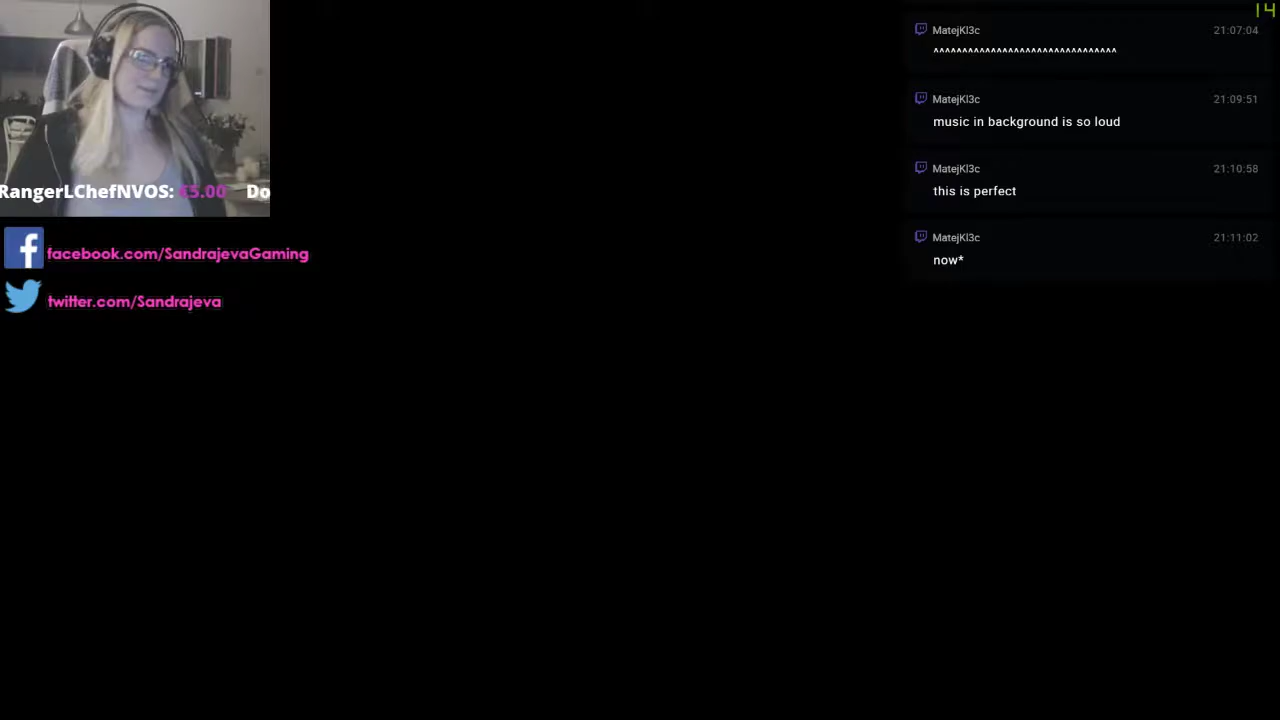 14
MatejKl3c 21:07:04
^^^^^^^^^^^^^^^^^^^^^^^^^^^^^^^^
MatejKl3c 21:09:51
music in background is so loud
MatejKl3c 21:10:58
this is perfect
MatejKl3c 21:11:02
now*
RangerLChefNVOS: €5.00 Do
facebook.com/SandrajevaGaming
twitter.com/Sandrajeva